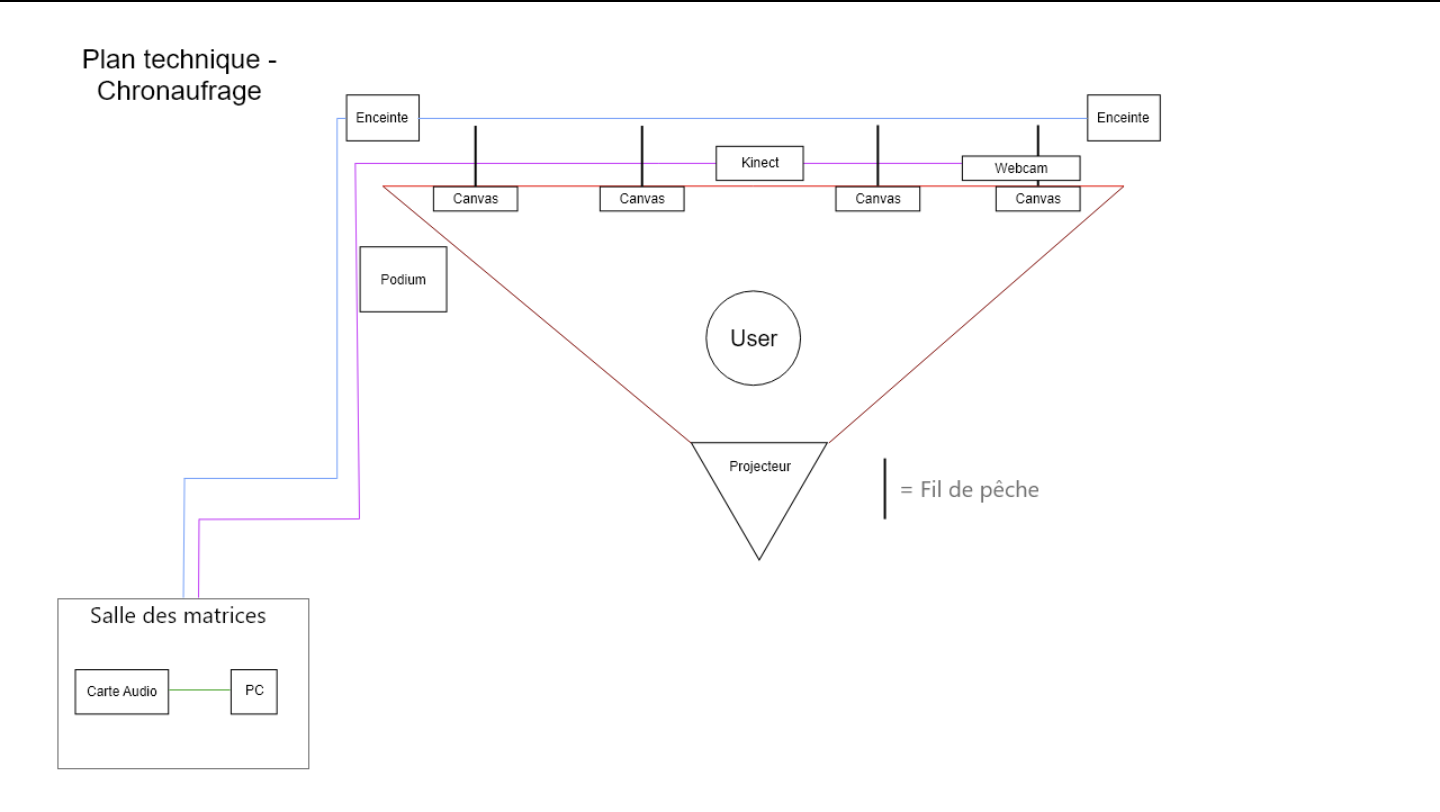 Plan technique -
Chronaufrage
Enceinte
Enceinte
Kinect
Webcam
Canvas
Canvas
Canvas
Canvas
Podium
User
Projecteur
= Fil de pêche
Salle des matrices
Carte Audio
PC